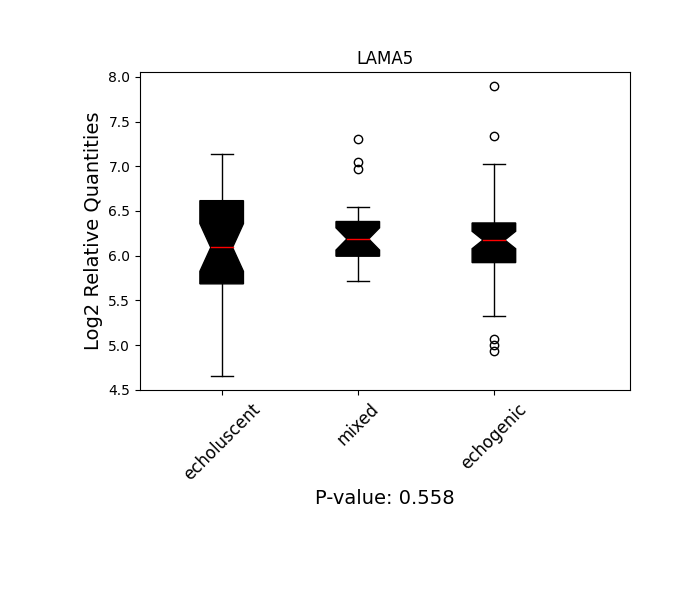 LAMA5
Log2 Relative Quantities
8.0
7.5
7.0
6.5
6.0
5.5
5.0
4.5
echoluscent
mixed
echogenic
P-value: 0.558